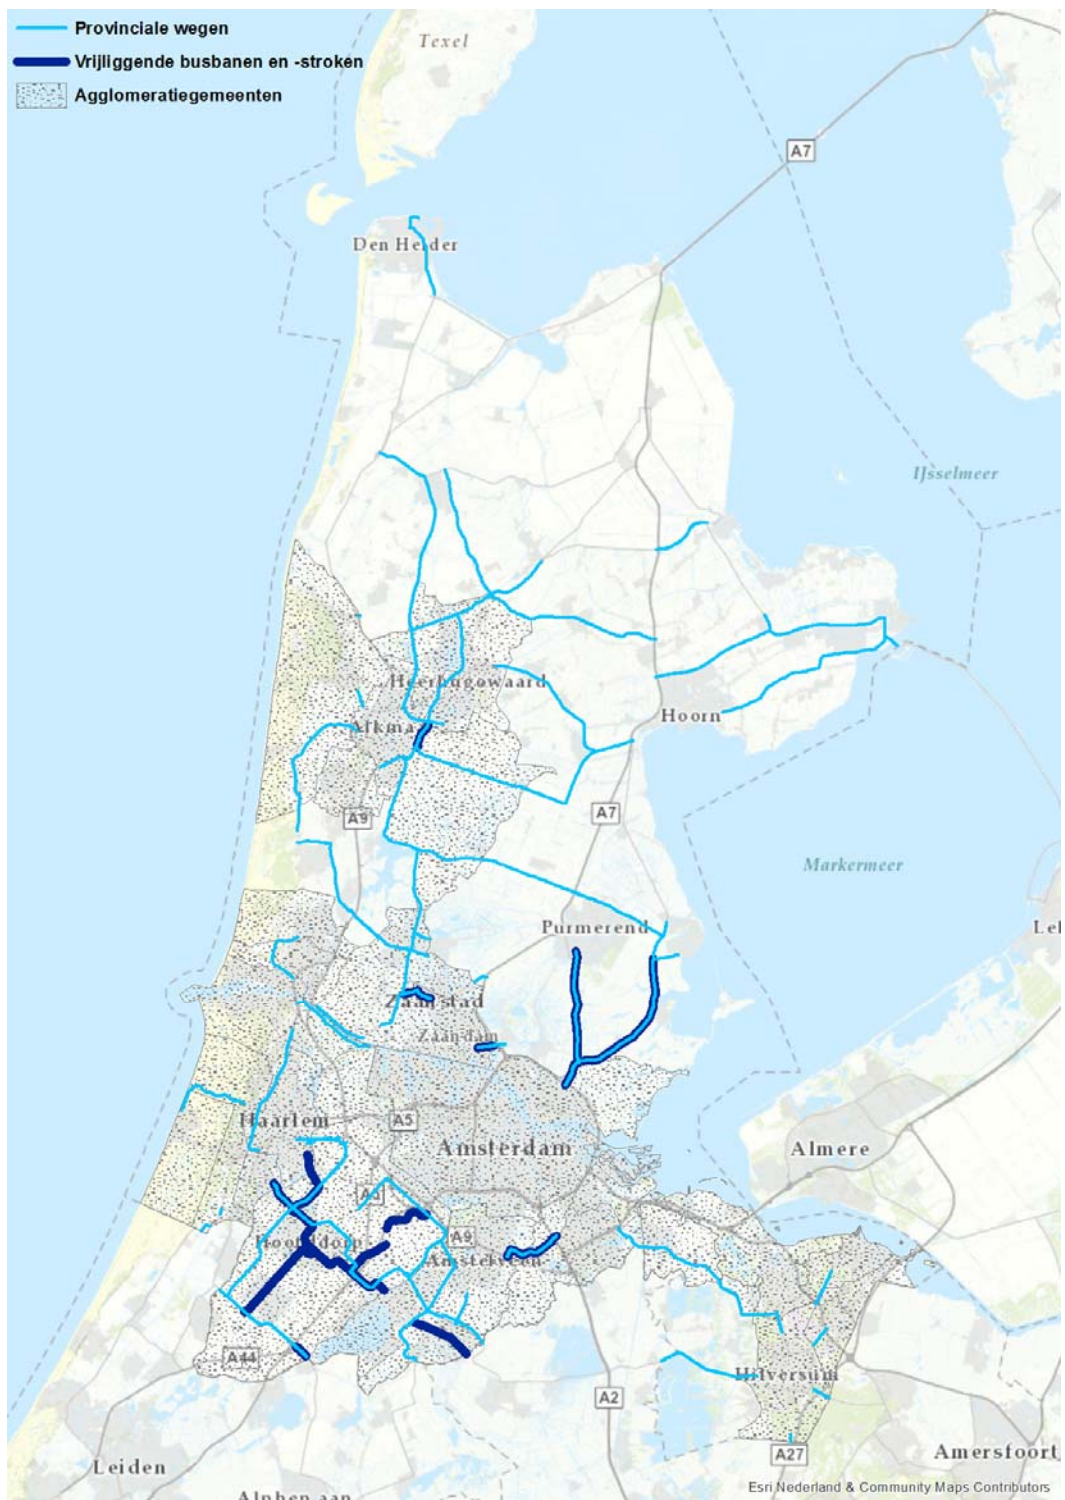 Provinciale wegen
Vrijliggende busbanen en -stroken
Agglomeratiegemeenten
Texel
A7
Den Helder
IJsselmeer
Heerhugowaard
Hoorn
Alkma
A9
A7
Markermeer
Purmerend
Lel
Zaanstad
Zaandam
Haarlem
A5
Amsterdam
Almere
Hoofddorp
A9
Amstelveen
A44
Hilversum
A2
A27
Amersfoort
Leiden
Alphen aan
Esri Nederland & Community Maps Contributors